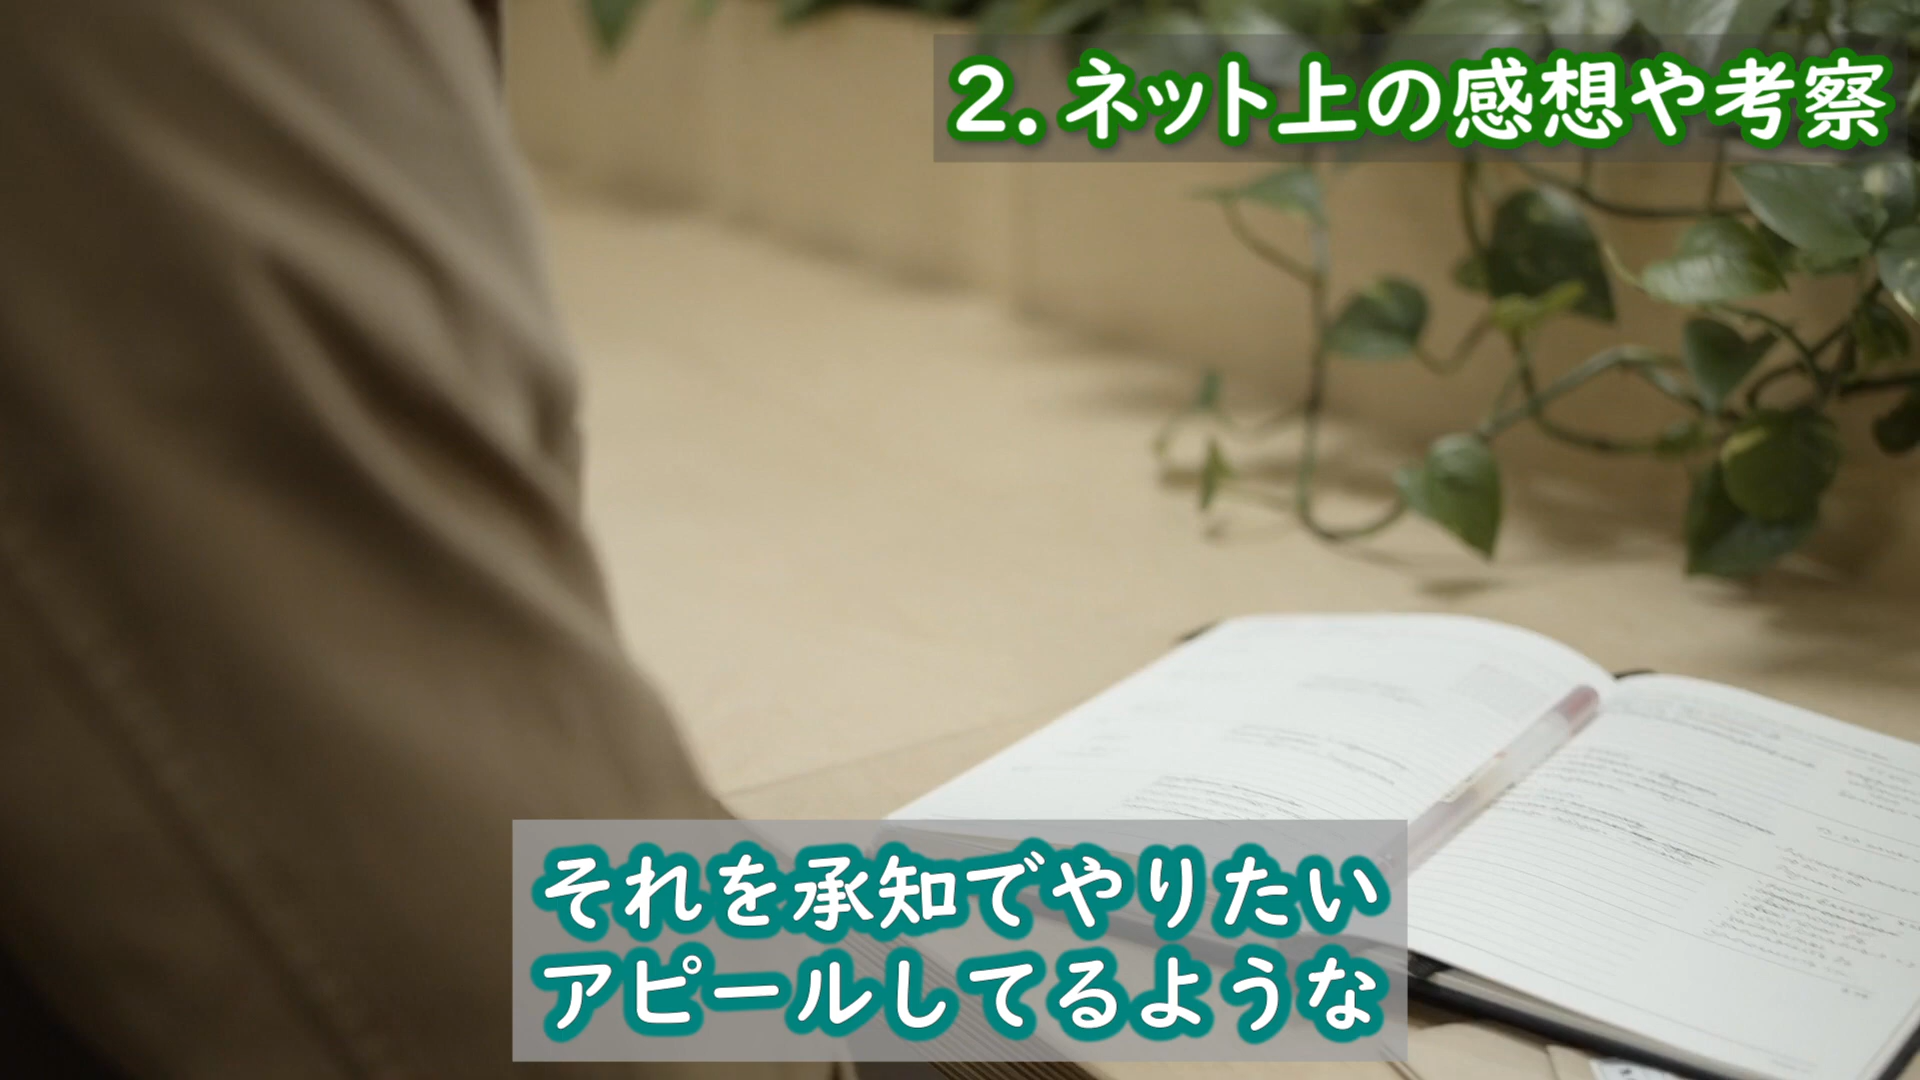 2.ネット上の感想や考察
それを承知でやりたい
アピールしてるような